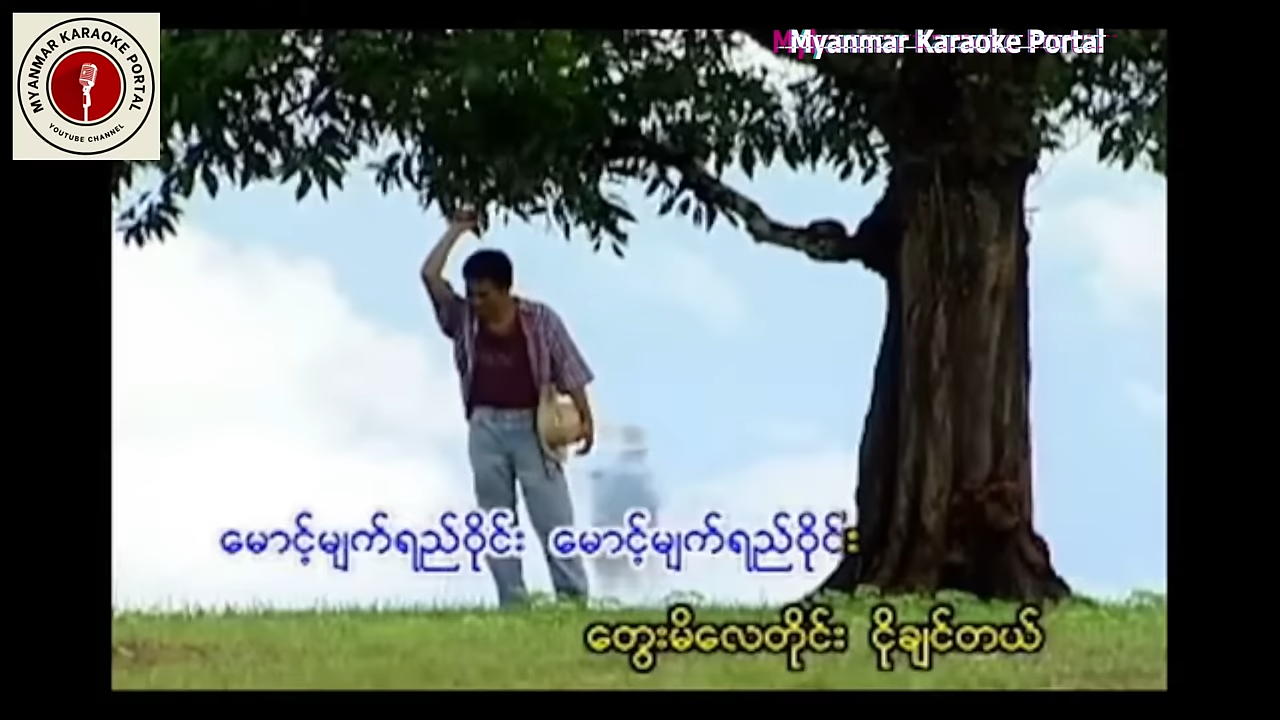 MYANMAR KARAOKE PORTAL
YOUTUBE CHANNEL
Myanmar Karaoke Portal
မောင့်မျက်ရည်ဝိုင်း မောင့်မျက်ရည်ဝိုင်း
တွေးမိလေတိုင်း ငိုချင်တယ်